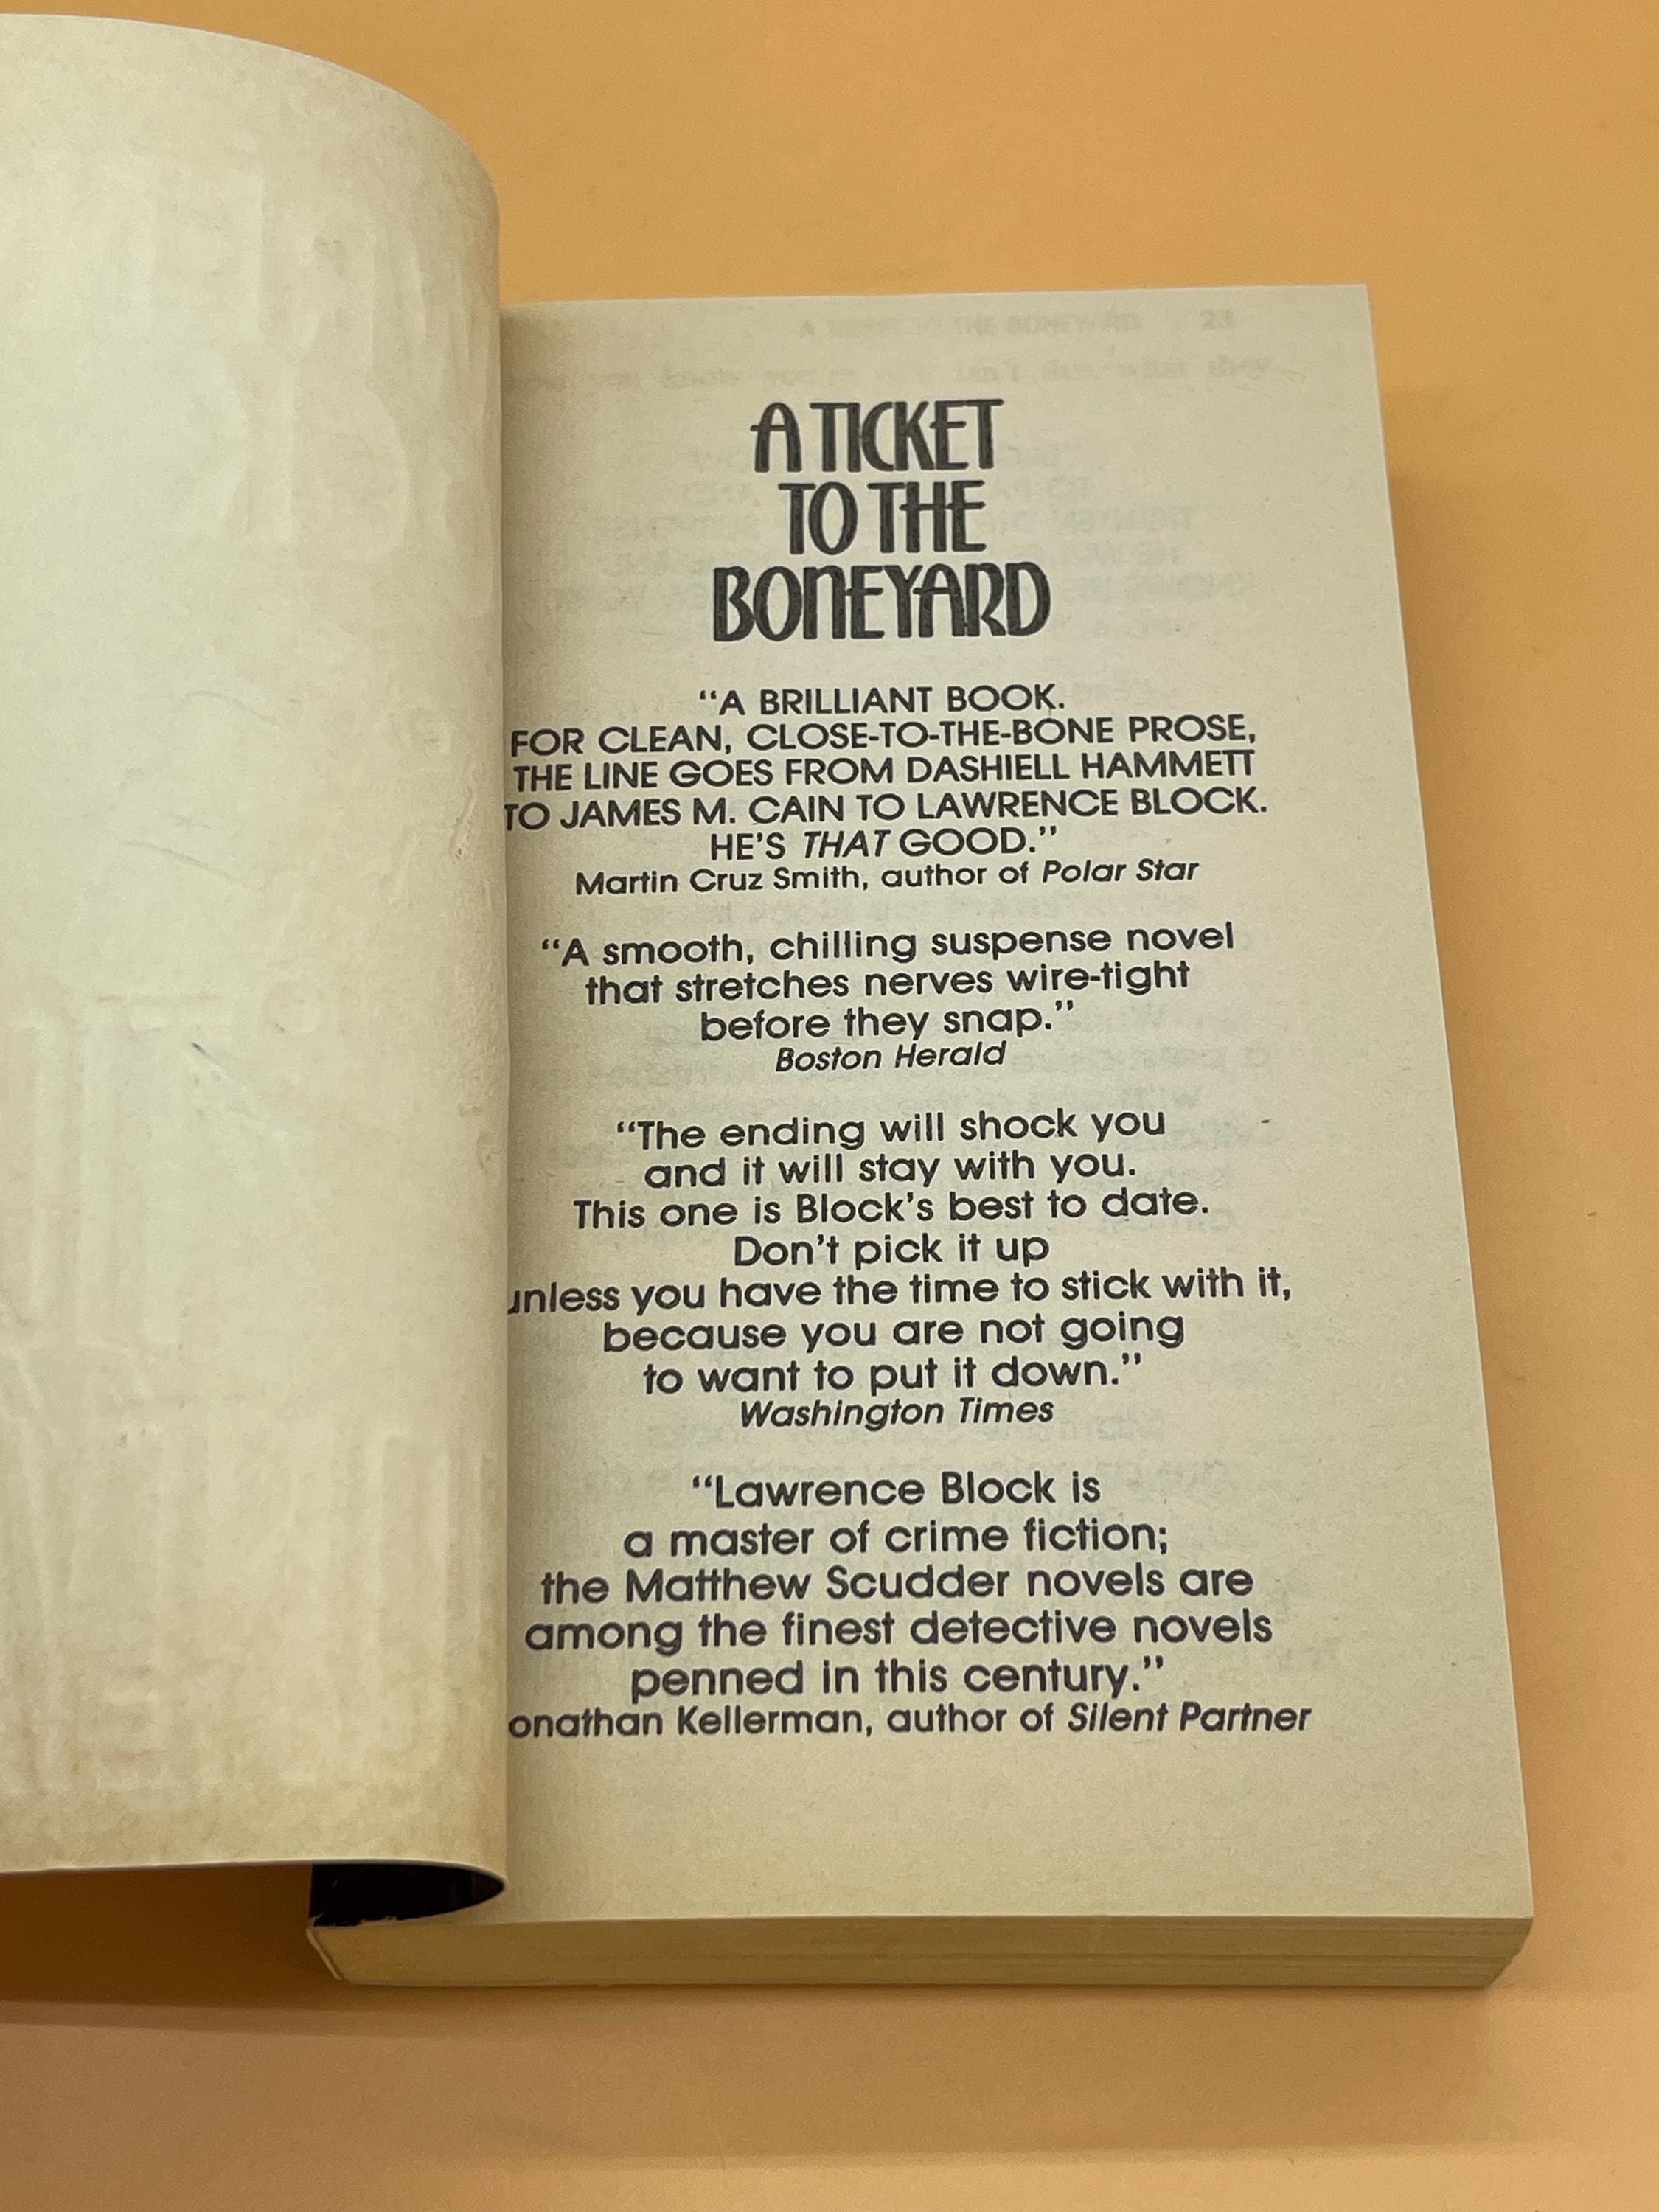 A TICKET
TO THE
BONEYARD
“A BRILLIANT BOOK.
FOR CLEAN, CLOSE-TO-THE-BONE PROSE,
THE LINE GOES FROM DASHIELL HAMMETT
TO JAMES M. CAIN TO LAWRENCE BLOCK.
HE’S THAT GOOD.”
Martin Cruz Smith, author of Polar Star
“A smooth, chilling suspense novel
that stretches nerves wire-tight
before they snap.”
Boston Herald
“The ending will shock you
and it will stay with you.
This one is Block’s best to date.
Don’t pick it up
unless you have the time to stick with it,
because you are not going
to want to put it down.”
Washington Times
“Lawrence Block is
a master of crime fiction;
the Matthew Scudder novels are
among the finest detective novels
penned in this century.”
onathan Kellerman, author of Silent Partner